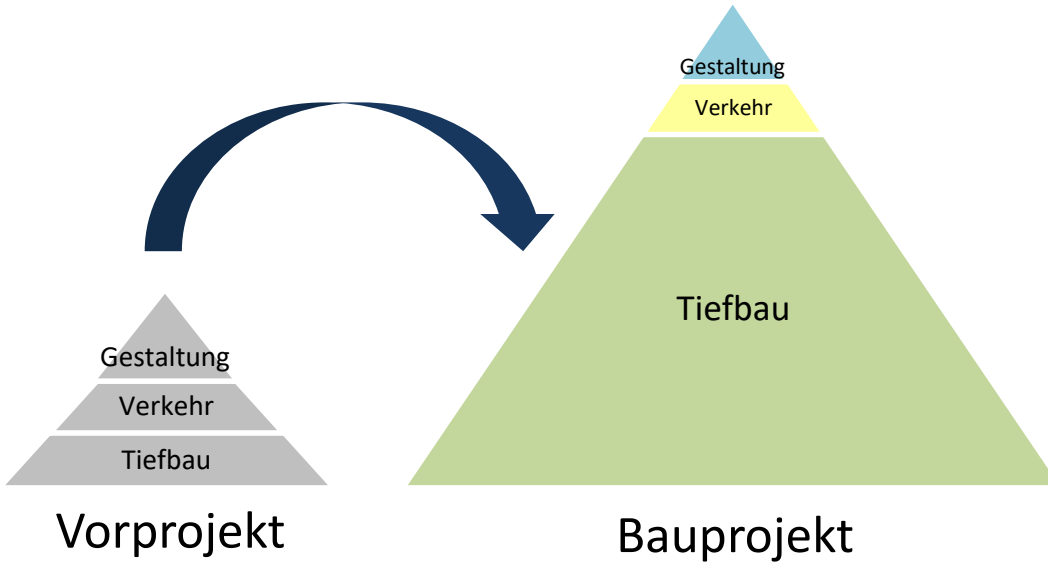 Gestaltung
Verkehr
Tiefbau
Vorprojekt
Gestaltung
Verkehr
Tiefbau
Bauprojekt